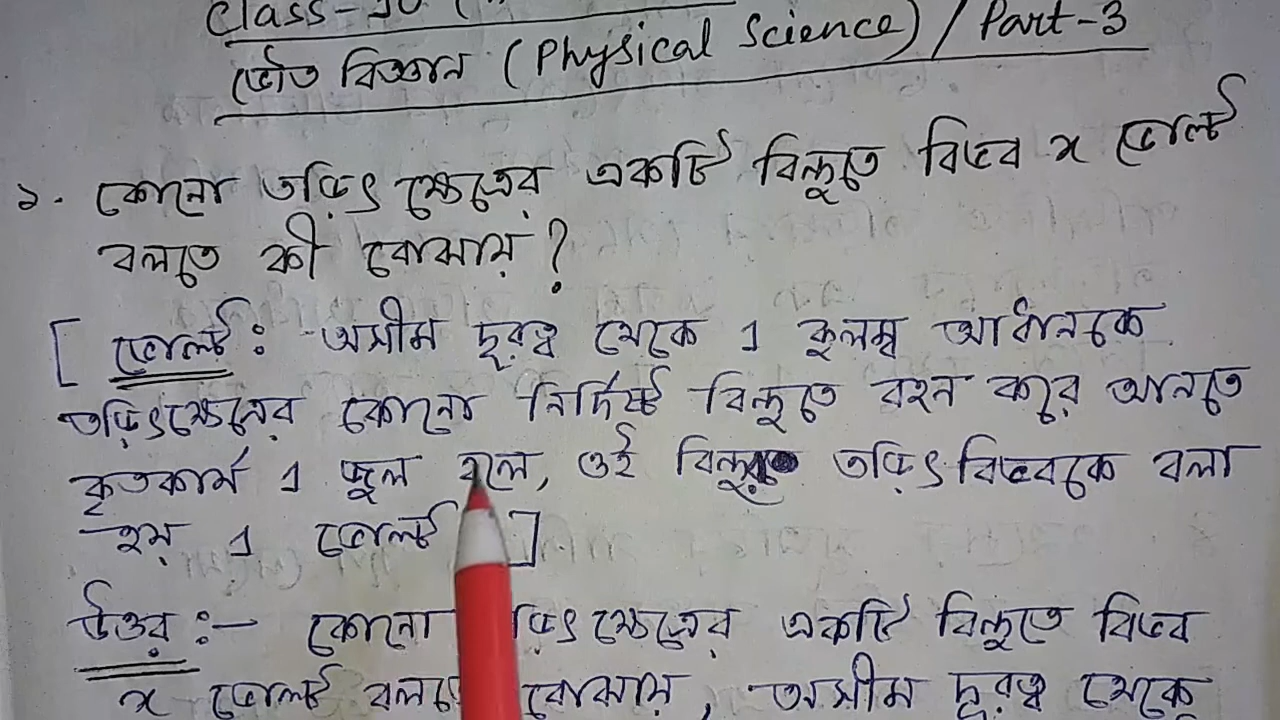 Class-10 (
ভৌত বিজ্ঞান (Physical Science) / Part-3
১. কোনো তড়িৎ ক্ষেত্রের একটি বিন্দুতে বিভব x ভোল্ট
বলতে কী বোঝায়?
[ ভোল্ট : অসীম দূরত্ব থেকে 1 কুলম্ব আধানকে
তড়িৎক্ষেত্রের কোনো নির্দিষ্ট বিন্দুতে বহন করে আনতে
কৃতকার্য 1 জুল হলে, ওই বিন্দুর তড়িৎ বিভবকে বলা
হয় 1 ভোল্ট ]
উত্তর :- কোনো ড়িৎ ক্ষেত্রের একটি বিন্দুতে বিভব
x ভোল্ট বলতে বোঝায়, অসীম দূরত্ব থেকে